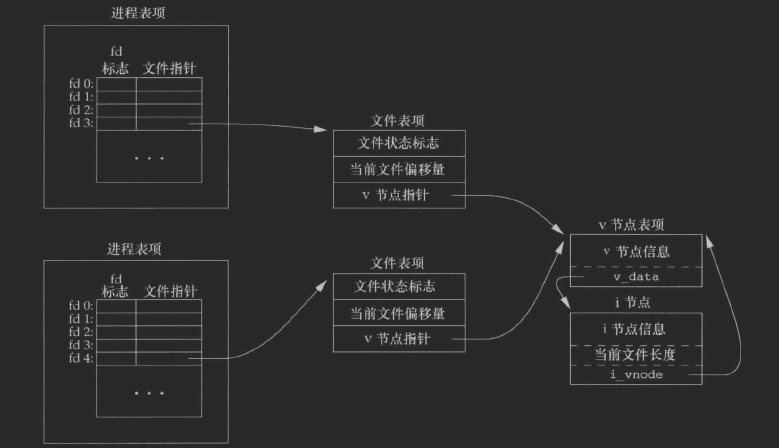 进程表项
fd
标志 文件指针
fd 0:
fd 1:
fd 2:
fd 3:
...
文件表项
文件状态标志
当前文件偏移量
v 节点指针
进程表项
fd
标志 文件指针
fd 0:
fd 1:
fd 2:
fd 3:
fd 4:
...
文件表项
文件状态标志
当前文件偏移量
v 节点指针
v 节点表项
v 节点信息
v_data
i 节点
i 节点信息
当前文件长度
i_vnode